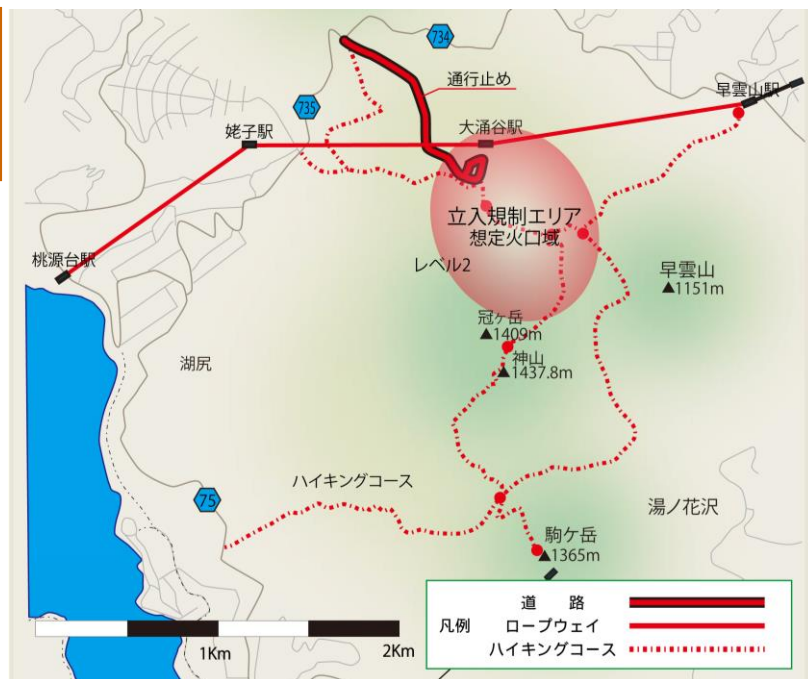 734
通行止め
早雲山駅
735
姥子駅
大涌谷駅
立入規制エリア
想定火口域
桃源台駅
レベル2
早雲山
▲1151m
冠ヶ岳
▲1409m
湖尻
神山
▲1437.8m
ハイキングコース
75
湯ノ花沢
駒ケ岳
▲1365m
1Km
2Km
凡例
道 路
ロープウェイ
ハイキングコース